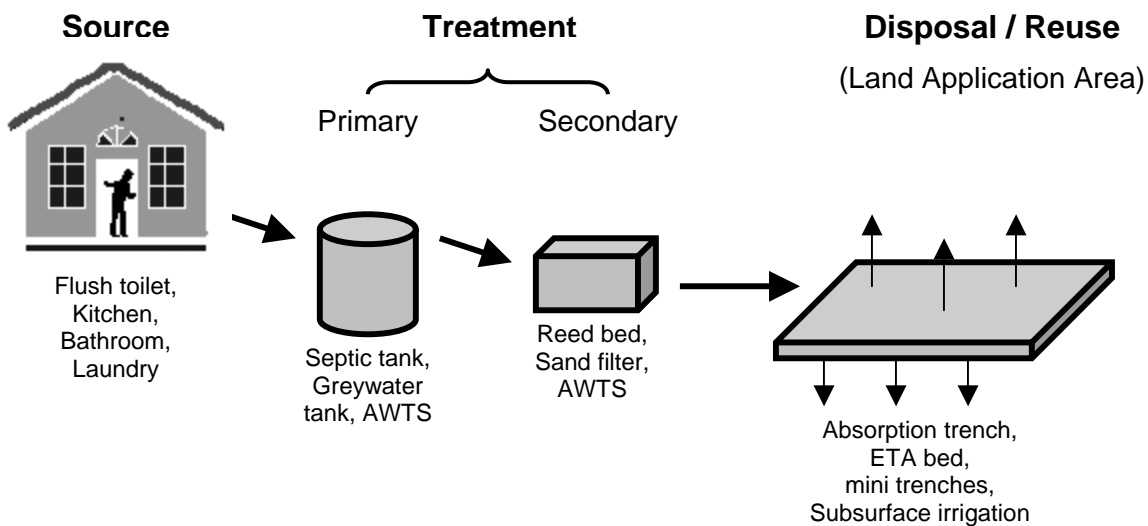 Source
Treatment
Disposal / Reuse
(Land Application Area)
Primary
Secondary
Flush toilet,
Kitchen,
Bathroom,
Laundry
Septic tank,
Greywater
tank, AWTS
Reed bed,
Sand filter,
AWTS
Absorption trench,
ETA bed,
mini trenches,
Subsurface irrigation